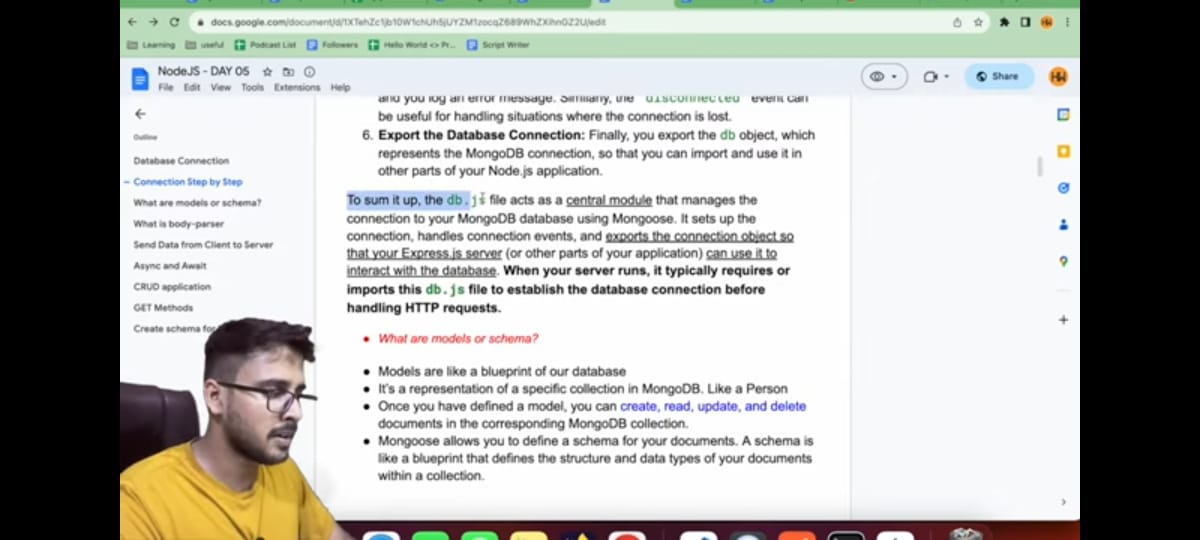 docs.google.com/document/d/1XTehZc1jb10W1chUh5jUYZM1zocqZ689WhZXihnGZ2U/edit
Learning useful Podcast List Followers Hello World <> Pr... Script Writer
NodeJS - DAY 05
File Edit View Tools Extensions Help
Share
HW
Outline
Database Connection
Connection Step by Step
What are models or schema?
What is body-parser
Send Data from Client to Server
Async and Await
CRUD application
GET Methods
Create schema for
and you log an error message. Similarly, the "disconnected" event can
be useful for handling situations where the connection is lost.
6. Export the Database Connection: Finally, you export the db object, which
represents the MongoDB connection, so that you can import and use it in
other parts of your Node.js application.
To sum it up, the db.js file acts as a central module that manages the
connection to your MongoDB database using Mongoose. It sets up the
connection, handles connection events, and exports the connection object so
that your Express.js server (or other parts of your application) can use it to
interact with the database. When your server runs, it typically requires or
imports this db.js file to establish the database connection before
handling HTTP requests.
• What are models or schema?
• Models are like a blueprint of our database
• It's a representation of a specific collection in MongoDB. Like a Person
• Once you have defined a model, you can create, read, update, and delete
documents in the corresponding MongoDB collection.
• Mongoose allows you to define a schema for your documents. A schema is
like a blueprint that defines the structure and data types of your documents
within a collection.